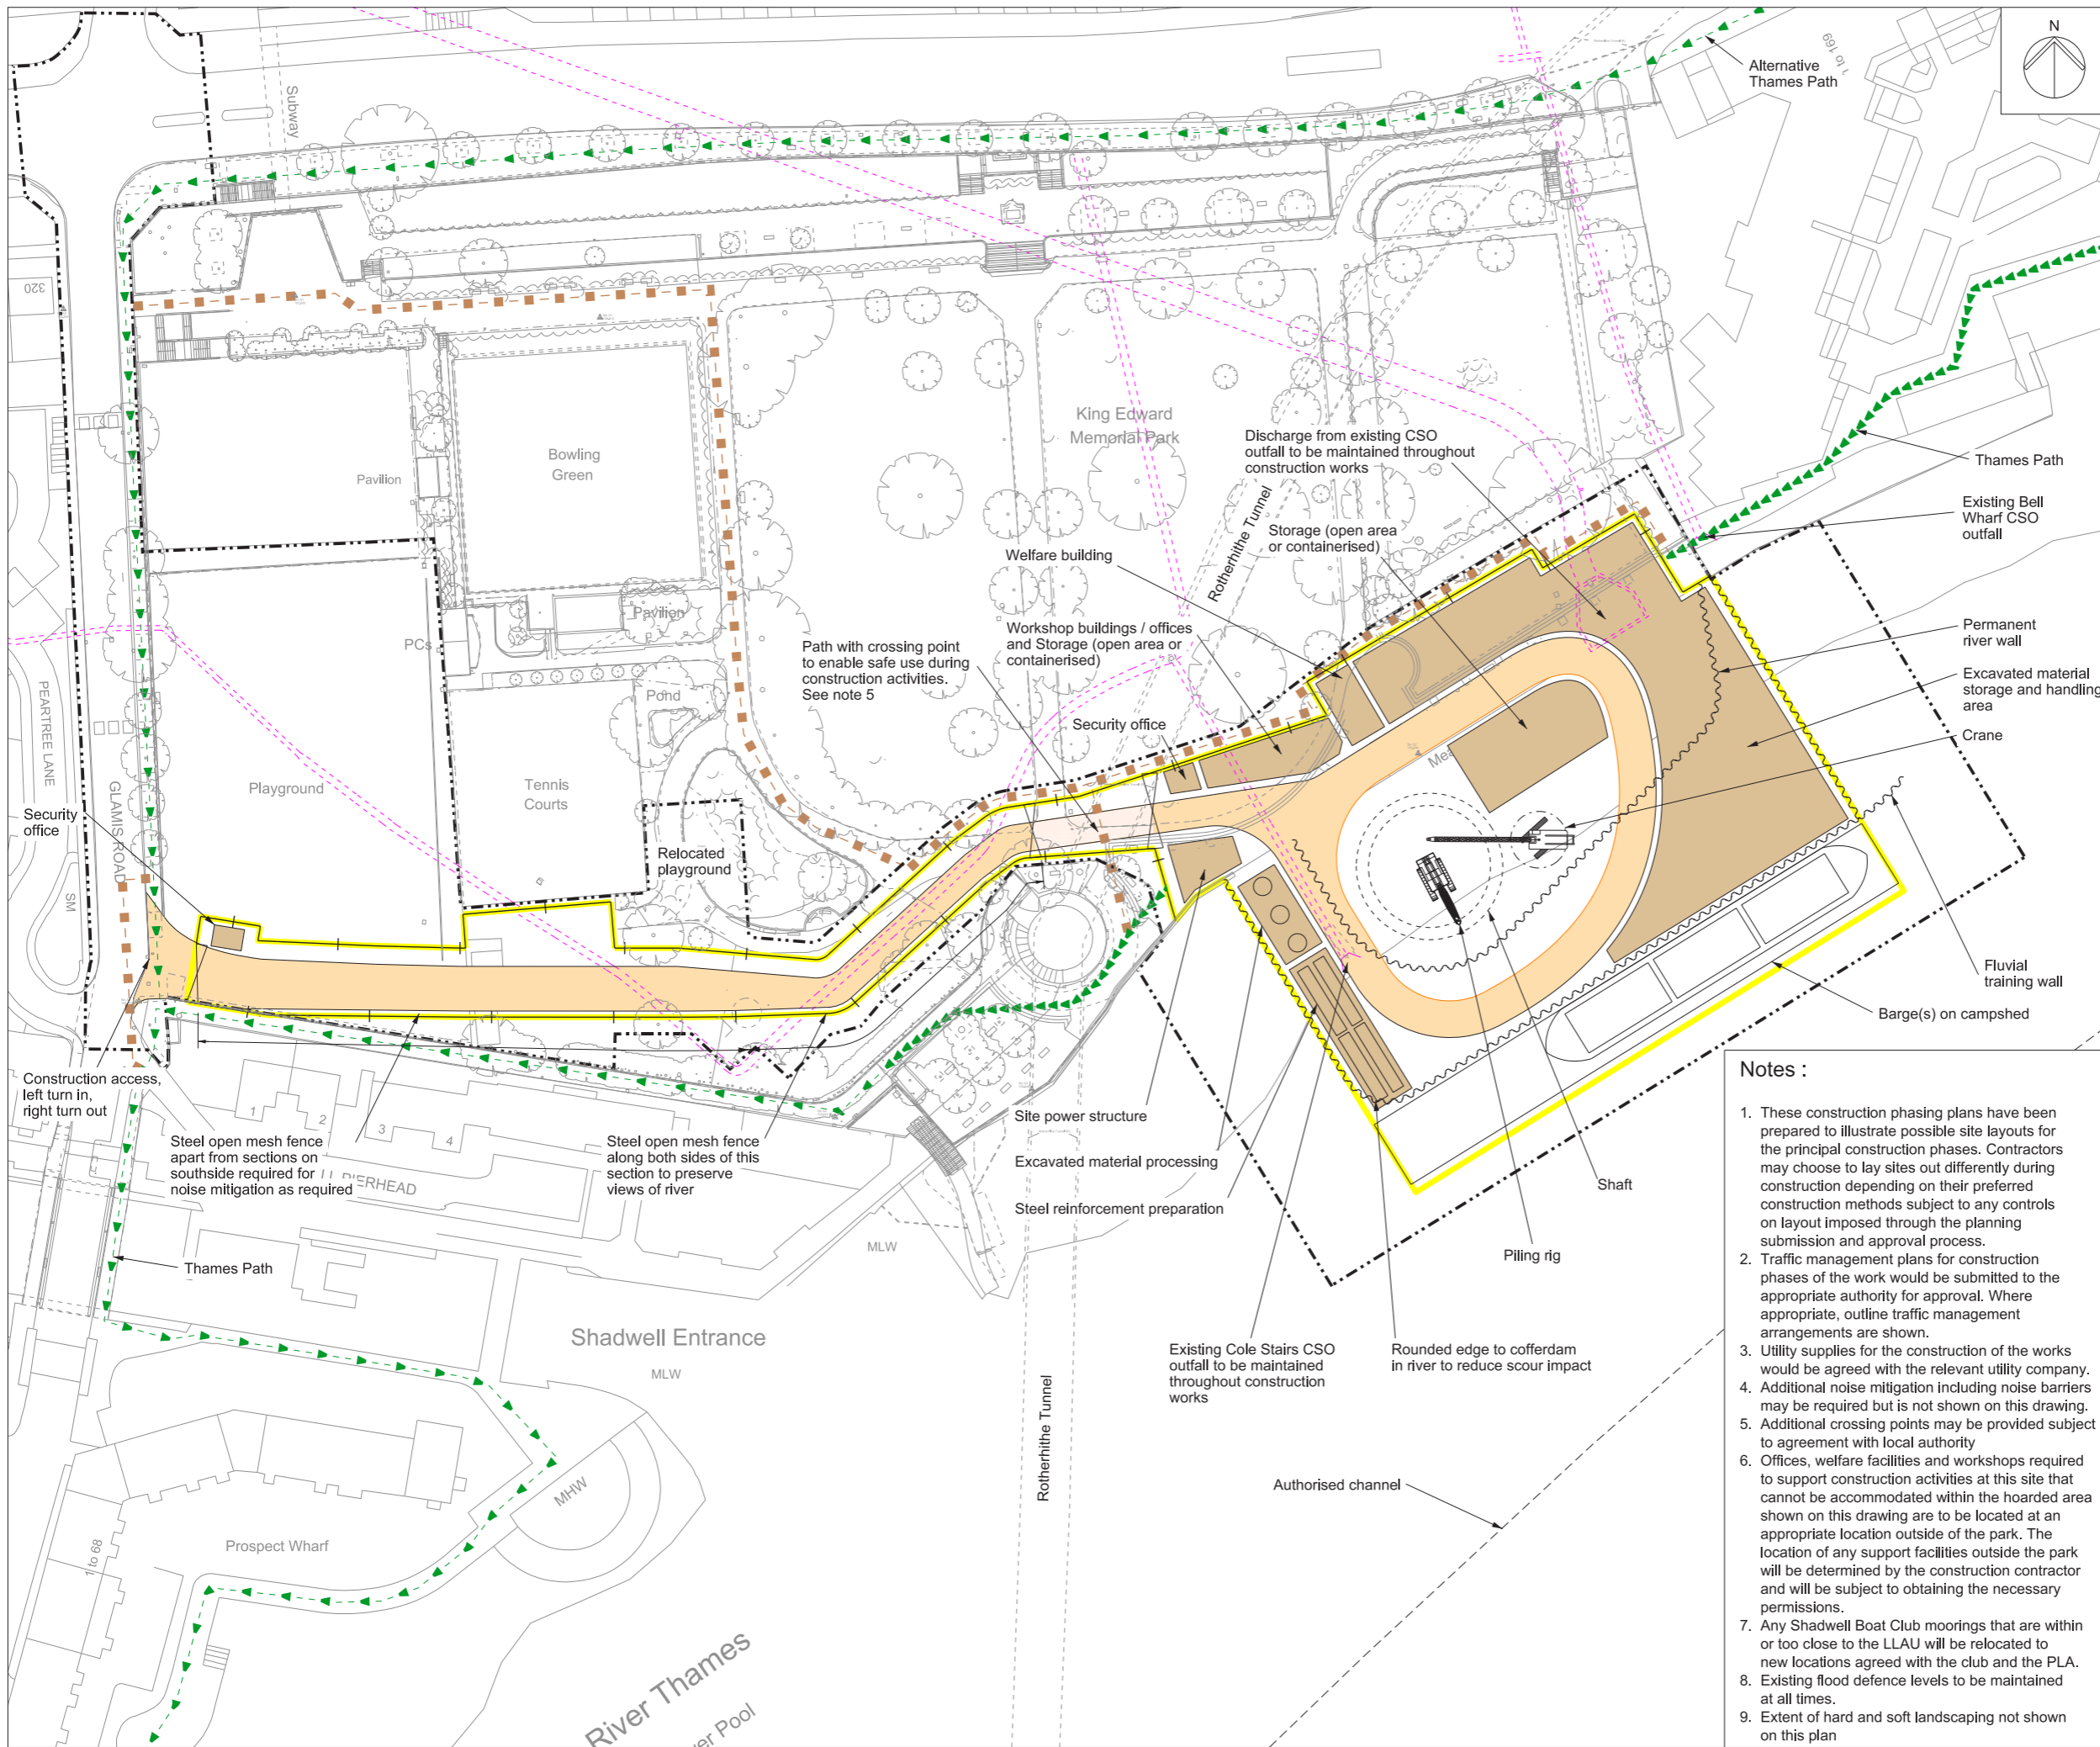 N
Alternative
Thames Path
1 to 169
Subway
320
King Edward
Memorial Park
Bowling
Green
Pavilion
Discharge from existing CSO
outfall to be maintained throughout
construction works
Thames Path
Existing Bell
Wharf CSO
outfall
Rotherhithe Tunnel
Storage (open area
or containerised)
Welfare building
Pavilion
PCs
Workshop buildings / offices
and Storage (open area or
containerised)
Path with crossing point
to enable safe use during
construction activities.
See note 5
Permanent
river wall
Excavated material
storage and handling
area
Pond
Security office
Crane
PEARTREE LANE
GLAMIS ROAD
Playground
Tennis
Courts
Security
office
SM
Relocated
playground
Fluvial
training wall
Barge(s) on campshed
Construction access,
left turn in,
right turn out
1
2
3
4
Steel open mesh fence
apart from sections on
southside required for
noise mitigation as required
PIERHEAD
Steel open mesh fence
along both sides of this
section to preserve
views of river
Site power structure
Excavated material processing
Steel reinforcement preparation
Shaft
Piling rig
MLW
Thames Path
Shadwell Entrance
MLW
Existing Cole Stairs CSO
outfall to be maintained
throughout construction
works
Rounded edge to cofferdam
in river to reduce scour impact
Rotherhithe Tunnel
Authorised channel
MHW
Prospect Wharf
1 to 68
River Thames
Notes :
1. These construction phasing plans have been
prepared to illustrate possible site layouts for
the principal construction phases. Contractors
may choose to lay sites out differently during
construction depending on their preferred
construction methods subject to any controls
on layout imposed through the planning
submission and approval process.
2. Traffic management plans for construction
phases of the work would be submitted to the
appropriate authority for approval. Where
appropriate, outline traffic management
arrangements are shown.
3. Utility supplies for the construction of the works
would be agreed with the relevant utility company.
4. Additional noise mitigation including noise barriers
may be required but is not shown on this drawing.
5. Additional crossing points may be provided subject
to agreement with local authority
6. Offices, welfare facilities and workshops required
to support construction activities at this site that
cannot be accommodated within the hoarded area
shown on this drawing are to be located at an
appropriate location outside of the park. The
location of any support facilities outside the park
will be determined by the construction contractor
and will be subject to obtaining the necessary
permissions.
7. Any Shadwell Boat Club moorings that are within
or too close to the LLAU will be relocated to
new locations agreed with the club and the PLA.
8. Existing flood defence levels to be maintained
at all times.
9. Extent of hard and soft landscaping not shown
on this plan